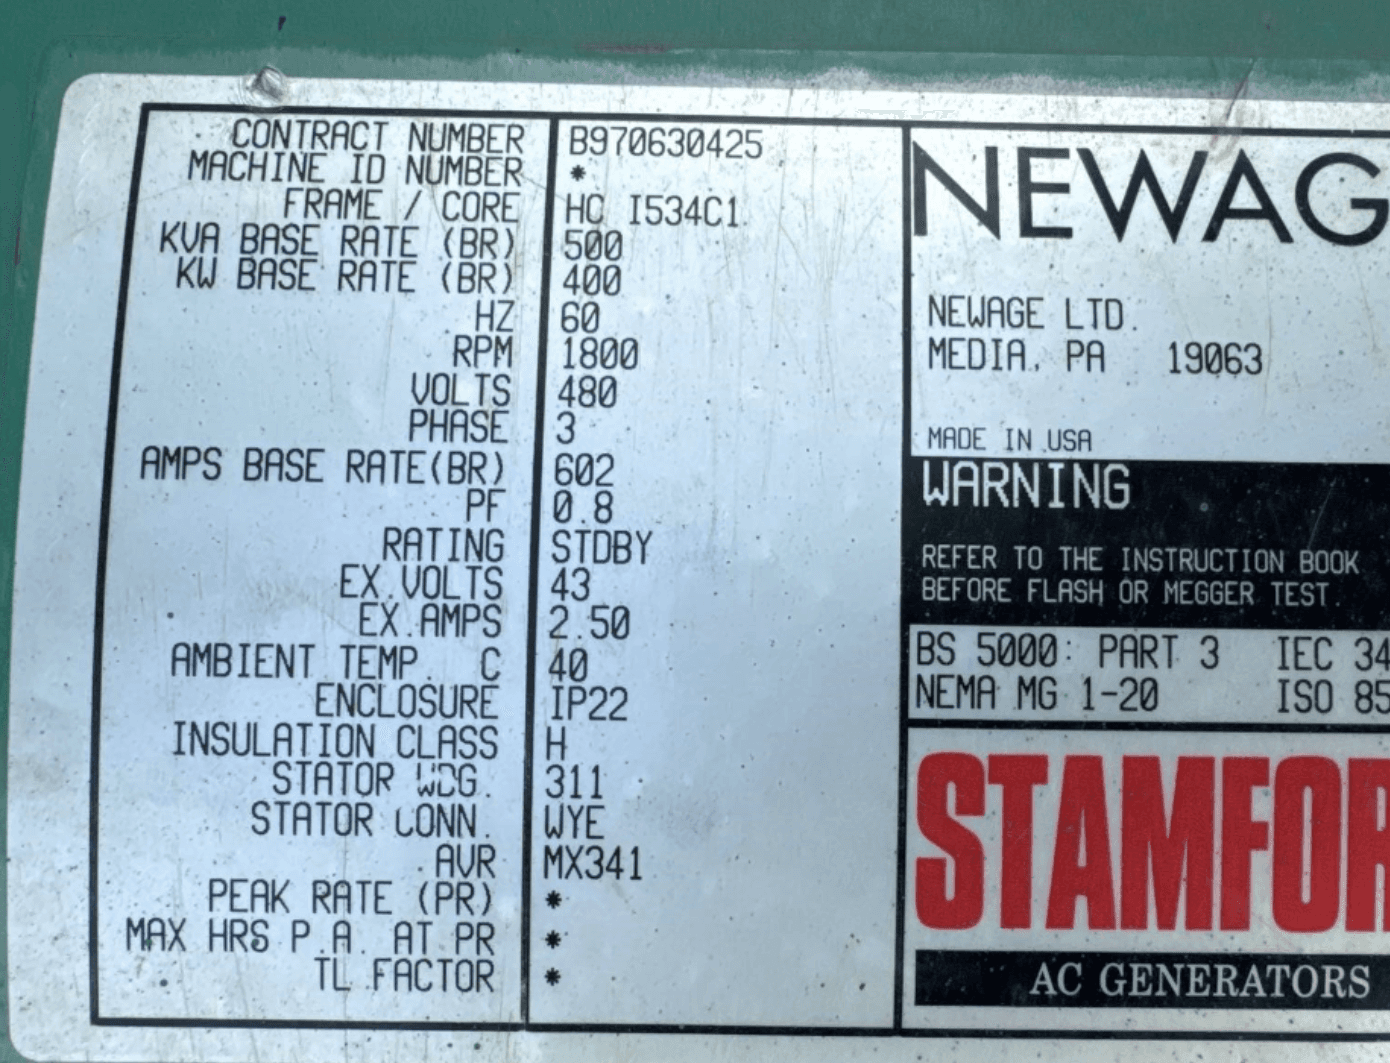 CONTRACT NUMBER B970630425
MACHINE ID NUMBER *
FRAME / CORE HC I534C1
KVA BASE RATE (BR) 500
KW BASE RATE (BR) 400
HZ 60
RPM 1800
VOLTS 480
PHASE 3
AMPS BASE RATE(BR) 602
PF 0.8
RATING STDBY
EX.VOLTS 43
EX.AMPS 2.50
AMBIENT TEMP. C 40
ENCLOSURE IP22
INSULATION CLASS H
STATOR WDG. 311
STATOR CONN. WYE
AVR MX341
PEAK RATE (PR) *
MAX HRS P.A. AT PR *
TL FACTOR *
NEWAG
NEWAGE LTD.
MEDIA, PA 19063
MADE IN USA
WARNING
REFER TO THE INSTRUCTION BOOK
BEFORE FLASH OR MEGGER TEST.
BS 5000: PART 3 IEC 34
NEMA MG 1-20 ISO 85
STAMFOR
AC GENERATORS